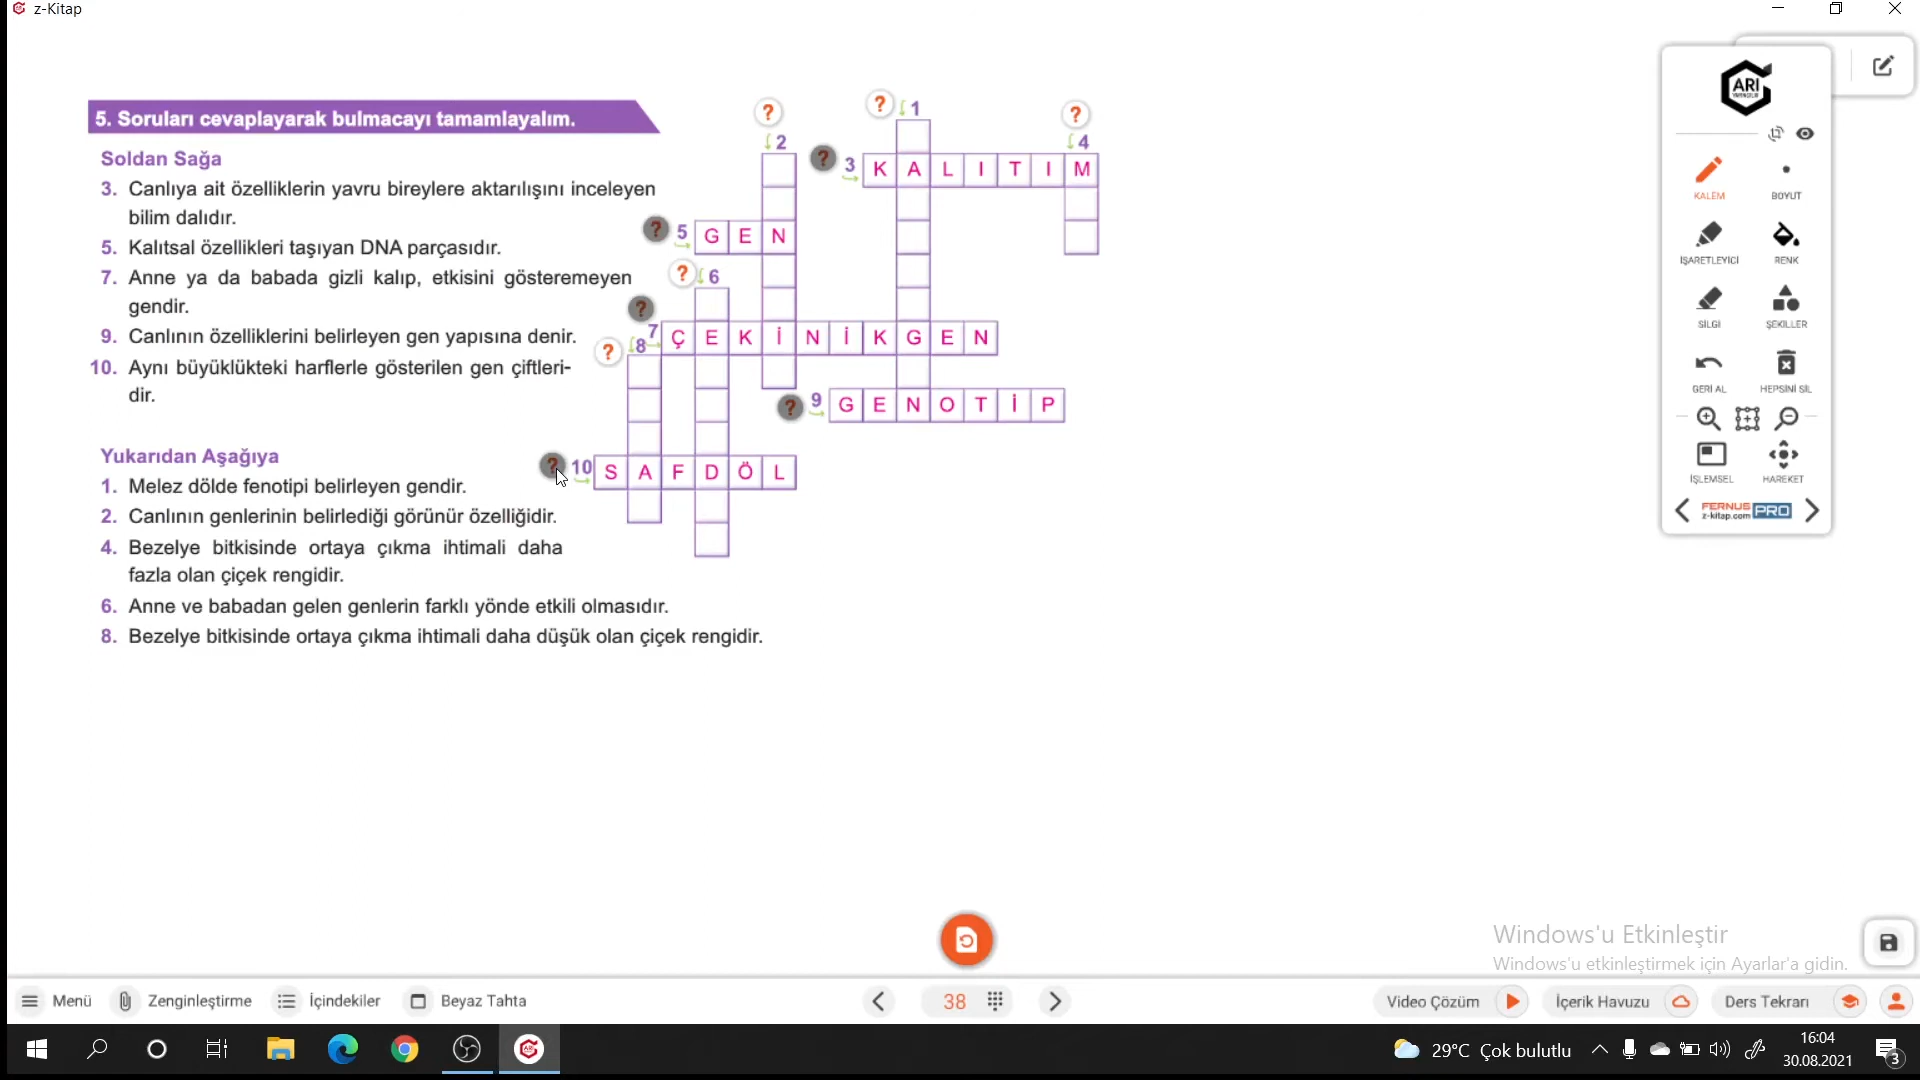 z-Kitap
5. Soruları cevaplayarak bulmacayı tamamlayalım.
Soldan Sağa
3. Canlıya ait özelliklerin yavru bireylere aktarılışını inceleyen
bilim dalıdır.
5. Kalıtsal özellikleri taşıyan DNA parçasıdır.
7. Anne ya da babada gizli kalıp, etkisini gösteremeyen
gendir.
9. Canlının özelliklerini belirleyen gen yapısına denir.
10. Aynı büyüklükteki harflerle gösterilen gen çiftleri-
dir.
Yukarıdan Aşağıya
1. Melez dölde fenotipi belirleyen gendir.
2. Canlının genlerinin belirlediği görünür özelliğidir.
4. Bezelye bitkisinde ortaya çıkma ihtimali daha
fazla olan çiçek rengidir.
6. Anne ve babadan gelen genlerin farklı yönde etkili olmasıdır.
8. Bezelye bitkisinde ortaya çıkma ihtimali daha düşük olan çiçek rengidir.
? 1
? 2
? 4
? 3 K A L I T I M
? 5 G E N
? 6
? 7 Ç E K İ N İ K G E N
? 8
? 9 G E N O T İ P
? 10 S A F D Ö L
ARI
YAYINCILIK
KALEM BOYUT
İŞARETLEYİCİ RENK
SİLGİ ŞEKİLLER
GERİ AL HEPSİNİ SİL
İŞLEMSEL HAREKET
FERNUS
z-kitap.com PRO
Windows'u Etkinleştir
Windows'u etkinleştirmek için Ayarlar'a gidin.
Menü Zenginleştirme İçindekiler Beyaz Tahta 38 Video Çözüm İçerik Havuzu Ders Tekrarı
29°C Çok bulutlu 16:04
30.08.2021
3